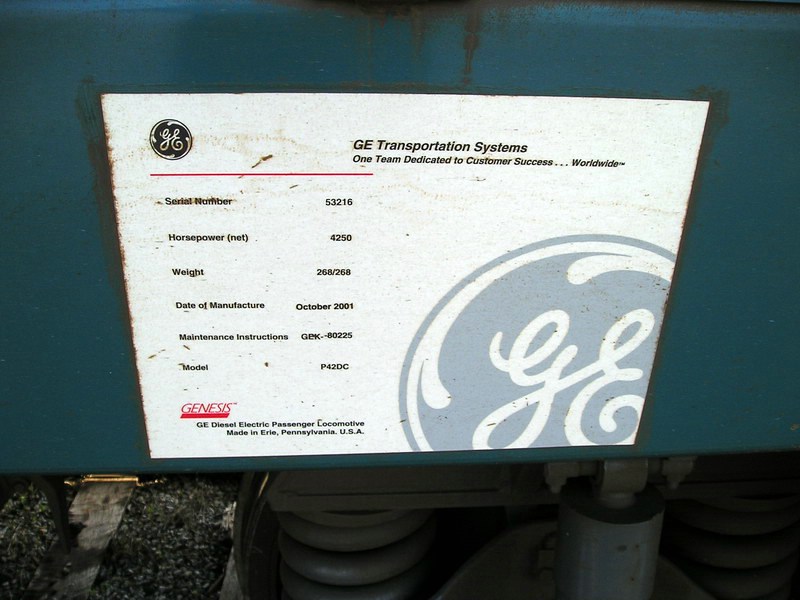 GE
GE Transportation Systems
One Team Dedicated to Customer Success . . . Worldwide™
Serial Number 53216
Horsepower (net) 4250
Weight 268/268
Date of Manufacture October 2001
Maintenance Instructions GEK-80225
Model P42DC
GENESIS™
GE Diesel Electric Passenger Locomotive
Made in Erie, Pennsylvania. U.S.A.
GE